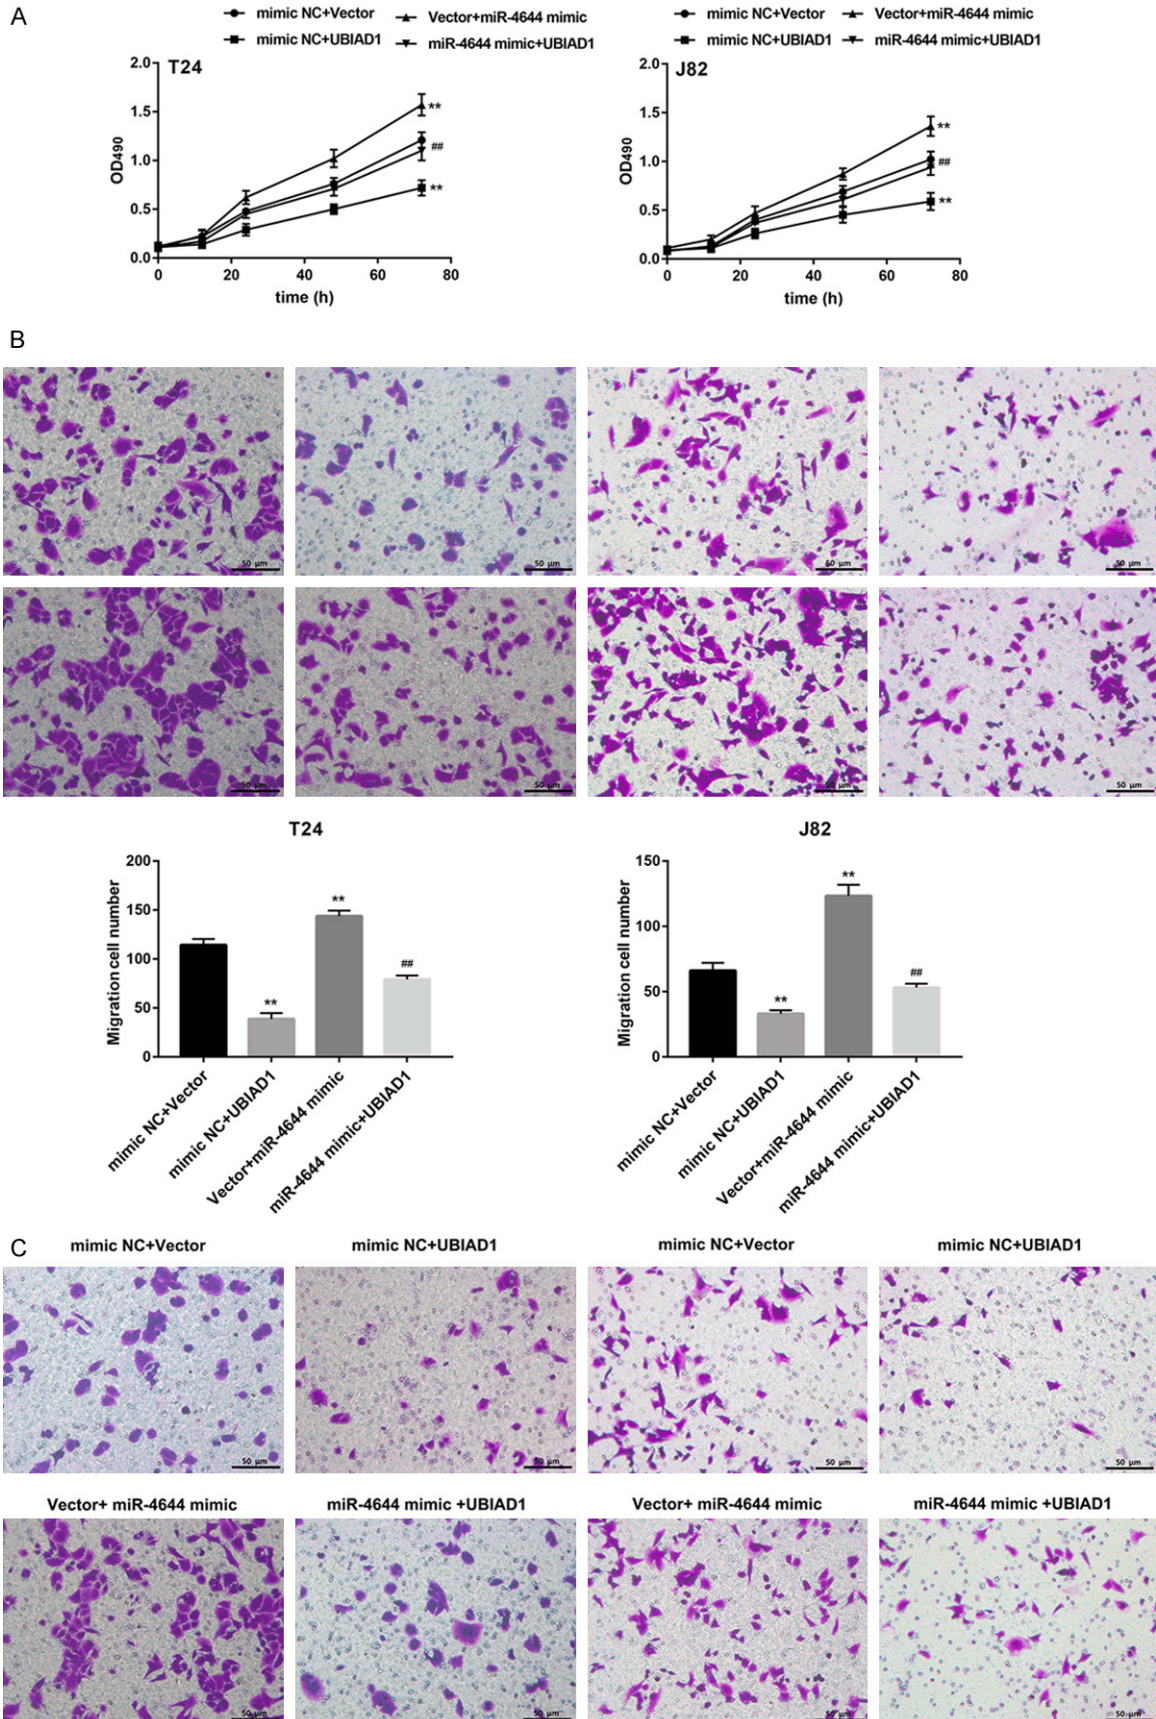 A
mimic NC+Vector
Vector+miR-4644 mimic
mimic NC+UBIAD1
miR-4644 mimic+UBIAD1
T24
2.0
1.5
1.0
0.5
0.0
OD490
**
##
**
0 20 40 60 80
time (h)
mimic NC+Vector
Vector+miR-4644 mimic
mimic NC+UBIAD1
miR-4644 mimic+UBIAD1
J82
2.0
1.5
1.0
0.5
0.0
OD490
**
##
**
0 20 40 60 80
time (h)
B
50 μm 50 μm 50 μm 50 μm
50 μm 50 μm 50 μm 50 μm
T24
200
150
100
50
0
Migration cell number
** ** ##
mimic NC+Vector
mimic NC+UBIAD1
Vector+miR-4644 mimic
miR-4644 mimic+UBIAD1
J82
150
100
50
0
Migration cell number
** ** ##
mimic NC+Vector
mimic NC+UBIAD1
Vector+miR-4644 mimic
miR-4644 mimic+UBIAD1
C
mimic NC+Vector mimic NC+UBIAD1 mimic NC+Vector mimic NC+UBIAD1
50 μm 50 μm 50 μm 50 μm
Vector+ miR-4644 mimic miR-4644 mimic +UBIAD1 Vector+ miR-4644 mimic miR-4644 mimic +UBIAD1
50 μm 50 μm 50 μm 50 μm